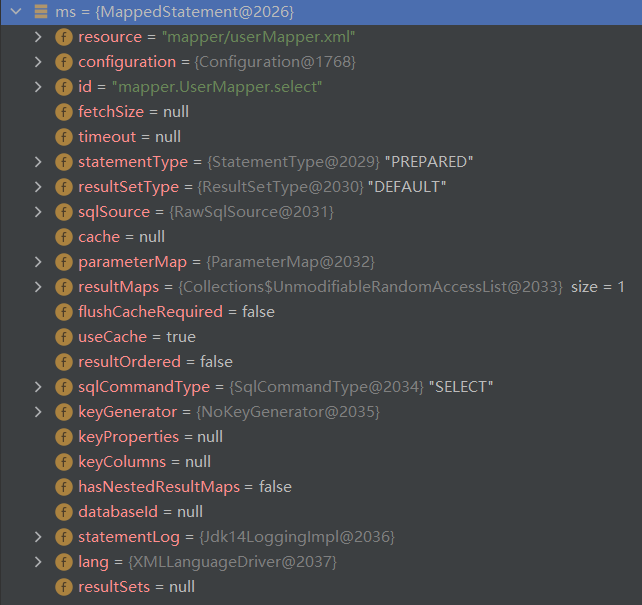 ms = {MappedStatement@2026}
f resource = "mapper/userMapper.xml"
f configuration = {Configuration@1768}
f id = "mapper.UserMapper.select"
f fetchSize = null
f timeout = null
f statementType = {StatementType@2029} "PREPARED"
f resultSetType = {ResultSetType@2030} "DEFAULT"
f sqlSource = {RawSqlSource@2031}
f cache = null
f parameterMap = {ParameterMap@2032}
f resultMaps = {Collections$UnmodifiableRandomAccessList@2033} size = 1
f flushCacheRequired = false
f useCache = true
f resultOrdered = false
f sqlCommandType = {SqlCommandType@2034} "SELECT"
f keyGenerator = {NoKeyGenerator@2035}
f keyProperties = null
f keyColumns = null
f hasNestedResultMaps = false
f databaseId = null
f statementLog = {Jdk14LoggingImpl@2036}
f lang = {XMLLanguageDriver@2037}
f resultSets = null